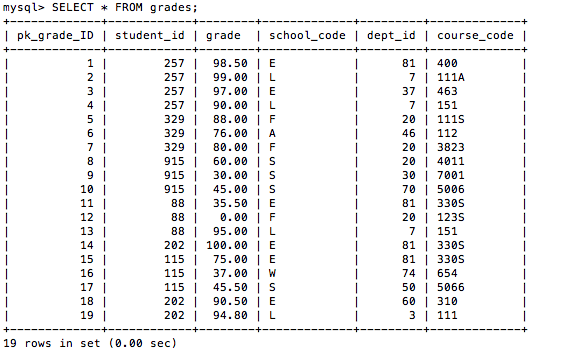 mysql> SELECT * FROM grades;
+-------------+------------+--------+-------------+---------+-------------+
| pk_grade_ID | student_id | grade  | school_code | dept_id | course_code |
+-------------+------------+--------+-------------+---------+-------------+
|           1 |        257 |  98.50 | E           |      81 | 400         |
|           2 |        257 |  99.00 | L           |       7 | 111A        |
|           3 |        257 |  97.00 | E           |      37 | 463         |
|           4 |        257 |  90.00 | L           |       7 | 151         |
|           5 |        329 |  88.00 | F           |      20 | 111S        |
|           6 |        329 |  76.00 | A           |      46 | 112         |
|           7 |        329 |  80.00 | F           |      20 | 3823        |
|           8 |        915 |  60.00 | S           |      20 | 4011        |
|           9 |        915 |  30.00 | S           |      30 | 7001        |
|          10 |        915 |  45.00 | S           |      70 | 5006        |
|          11 |         88 |  35.50 | E           |      81 | 330S        |
|          12 |         88 |   0.00 | F           |      20 | 123S        |
|          13 |         88 |  95.00 | L           |       7 | 151         |
|          14 |        202 | 100.00 | E           |      81 | 330S        |
|          15 |        115 |  75.00 | E           |      81 | 330S        |
|          16 |        115 |  37.00 | W           |      74 | 654         |
|          17 |        115 |  45.50 | S           |      50 | 5066        |
|          18 |        202 |  90.50 | E           |      60 | 310         |
|          19 |        202 |  94.80 | L           |       3 | 111         |
+-------------+------------+--------+-------------+---------+-------------+
19 rows in set (0.00 sec)